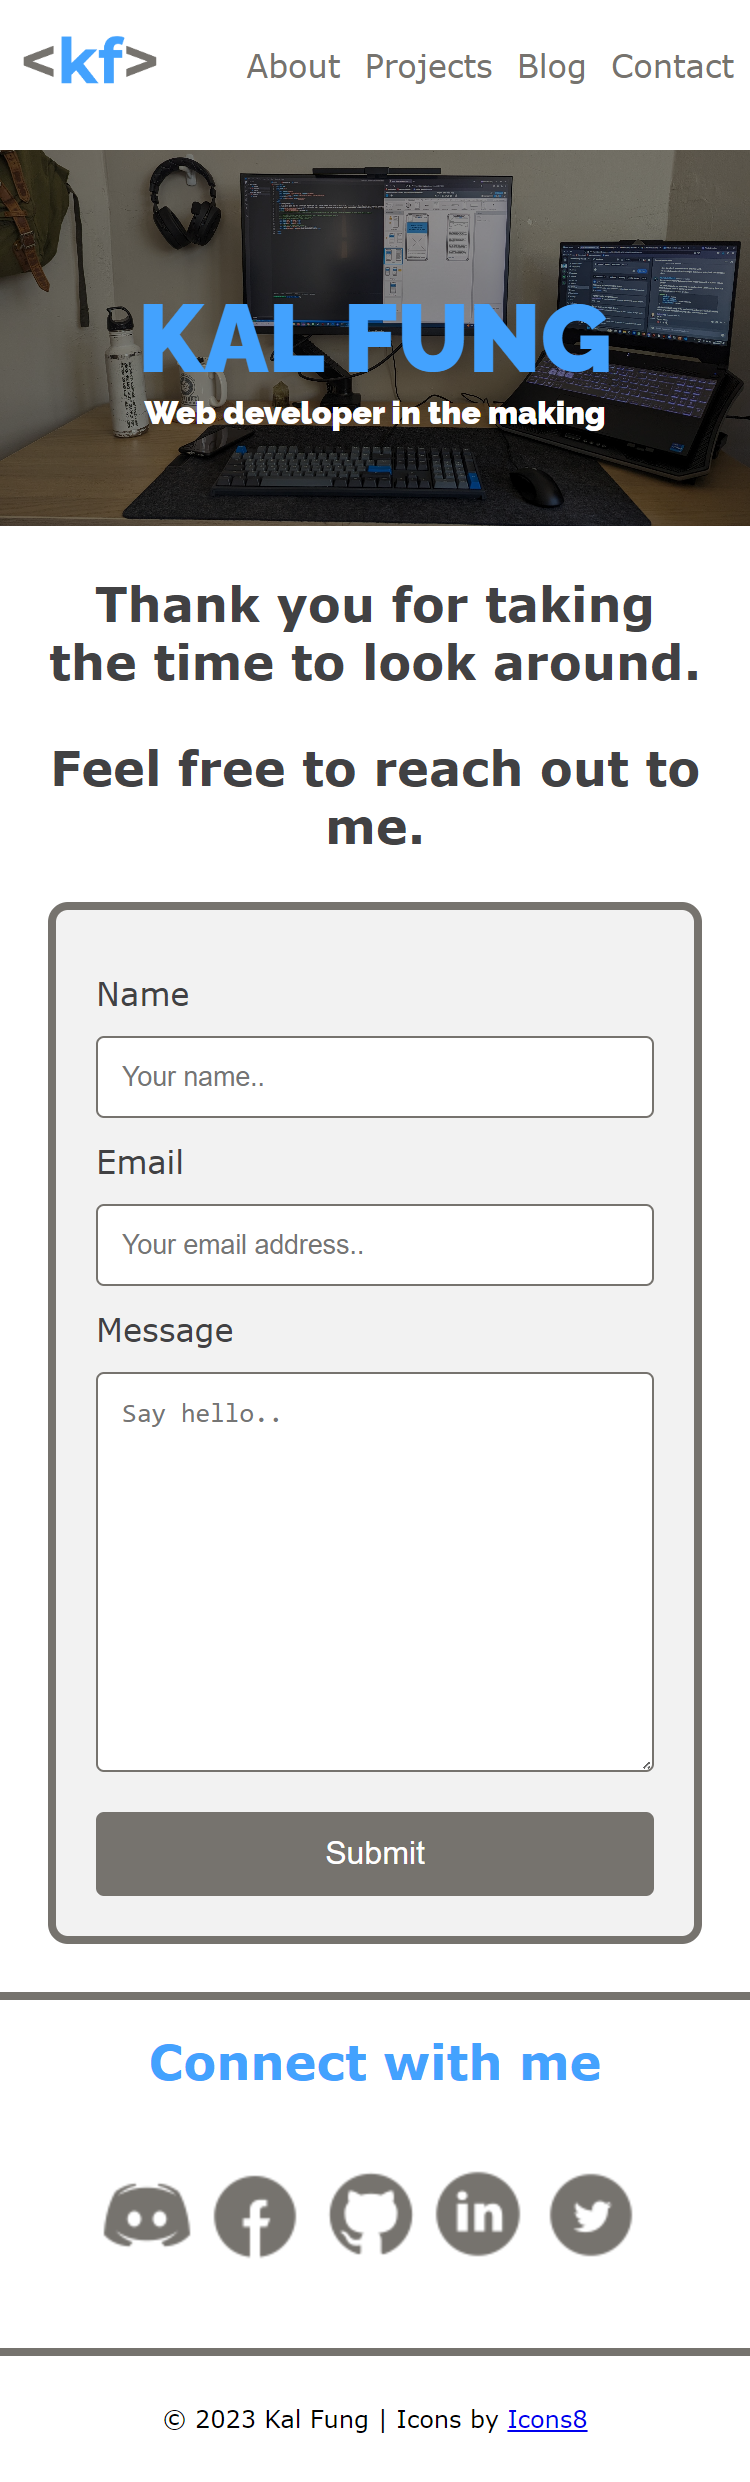 <kf>
About Projects Blog Contact
KAL FUNG
Web developer in the making
Thank you for taking
the time to look around.
Feel free to reach out to
me.
Name
Your name..
Email
Your email address..
Message
Say hello..
Submit
Connect with me
in
© 2023 Kal Fung | Icons by Icons8